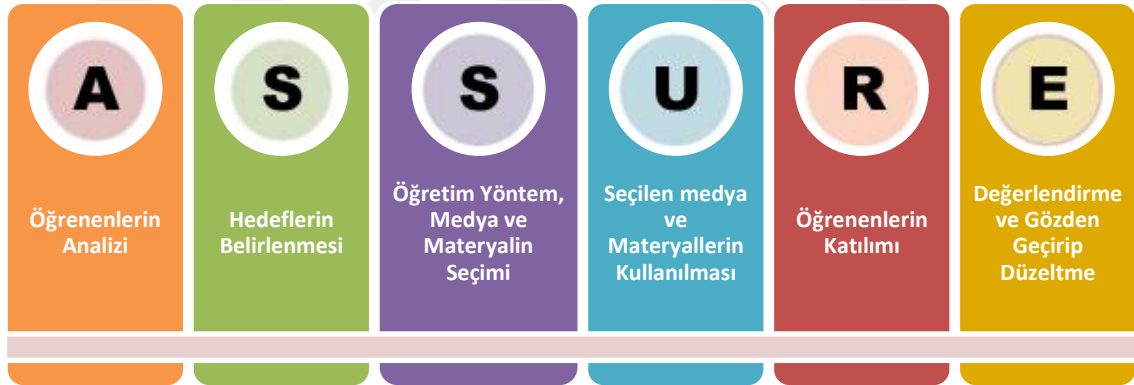 A
Öğrenenlerin
Analizi
S
Hedeflerin
Belirlenmesi
S
Öğretim Yöntem,
Medya ve
Materyalin
Seçimi
U
Seçilen medya
ve
Materyallerin
Kullanılması
R
Öğrenenlerin
Katılımı
E
Değerlendirme
ve Gözden
Geçirip
Düzeltme